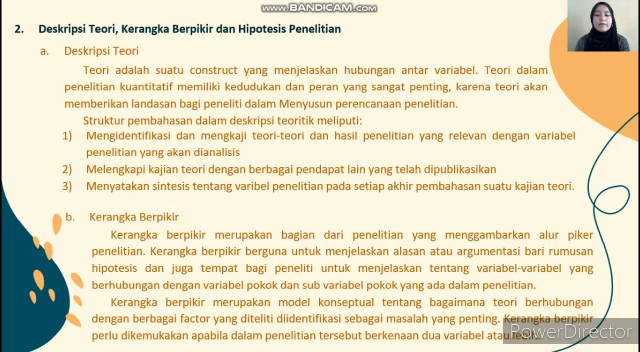 www.BANDICAM.com
2. Deskripsi Teori, Kerangka Berpikir dan Hipotesis Penelitian
a. Deskripsi Teori
Teori adalah suatu construct yang menjelaskan hubungan antar variabel. Teori dalam
penelitian kuantitatif memiliki kedudukan dan peran yang sangat penting, karena teori akan
memberikan landasan bagi peneliti dalam Menyusun perencanaan penelitian.
Struktur pembahasan dalam deskripsi teoritik meliputi:
1) Mengidentifikasi dan mengkaji teori-teori dan hasil penelitian yang relevan dengan variabel
penelitian yang akan dianalisis
2) Melengkapi kajian teori dengan berbagai pendapat lain yang telah dipublikasikan
3) Menyatakan sintesis tentang varibel penelitian pada setiap akhir pembahasan suatu kajian teori.
b. Kerangka Berpikir
Kerangka berpikir merupakan bagian dari penelitian yang menggambarkan alur piker
penelitian. Kerangka berpikir berguna untuk menjelaskan alasan atau argumentasi bari rumusan
hipotesis dan juga tempat bagi peneliti untuk menjelaskan tentang variabel-variabel yang
berhubungan dengan variabel pokok dan sub variabel pokok yang ada dalam penelitian.
Kerangka berpikir merupakan model konseptual tentang bagaimana teori berhubungan
dengan berbagai factor yang diteliti diidentifikasi sebagai masalah yang penting. Kerangka berpikir
perlu dikemukakan apabila dalam penelitian tersebut berkenaan dua variabel atau lebih.
PowerDirector